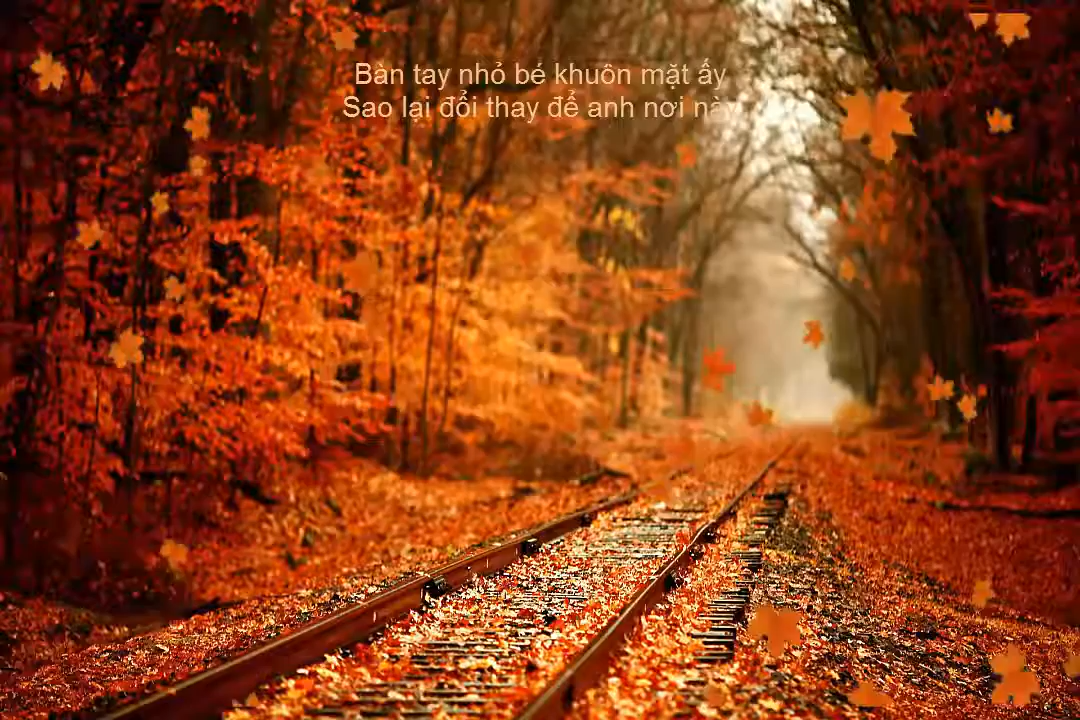 Bàn tay nhỏ bé khuôn mặt ấy
Sao lại đổi thay để anh nơi này